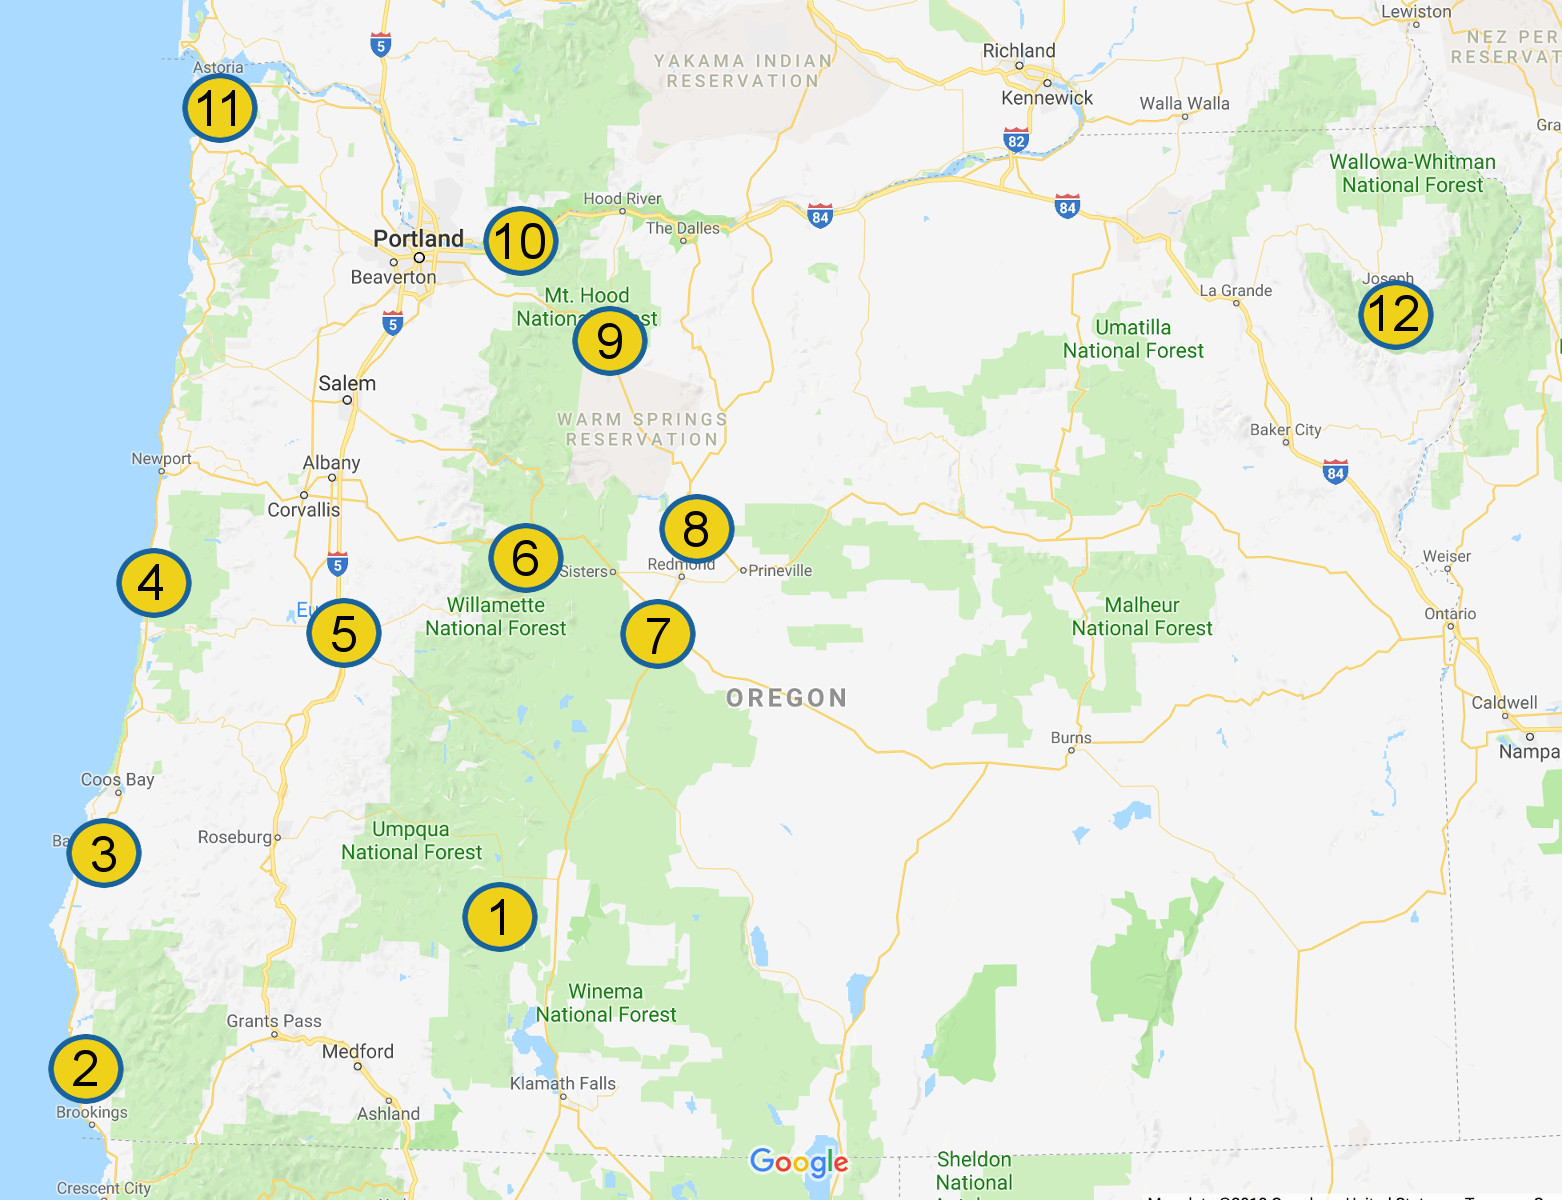 Lewiston
5
YAKAMA INDIAN
RESERVATION
Richland
NEZ PER
RESERVAT
Astoria
11
Kennewick
Walla Walla
Gra
82
Wallowa-Whitman
National Forest
Hood River
84
84
The Dalles
Portland
10
Beaverton
Joseph
La Grande
12
Mt. Hood
5
9
Umatilla
National Forest
Salem
WARM SPRINGS
RESERVATION
Baker City
Newport
Albany
84
Corvallis
8
6
5
Sisters
Redmond
Prineville
Weiser
4
Eu
Willamette
National Forest
Malheur
National Forest
Ontario
5
7
OREGON
Caldwell
Burns
Nampa
Coos Bay
Ba
3
Roseburg
Umpqua
National Forest
1
Winema
National Forest
Grants Pass
Medford
2
Klamath Falls
Brookings
Ashland
Google
Sheldon
National
Crescent City